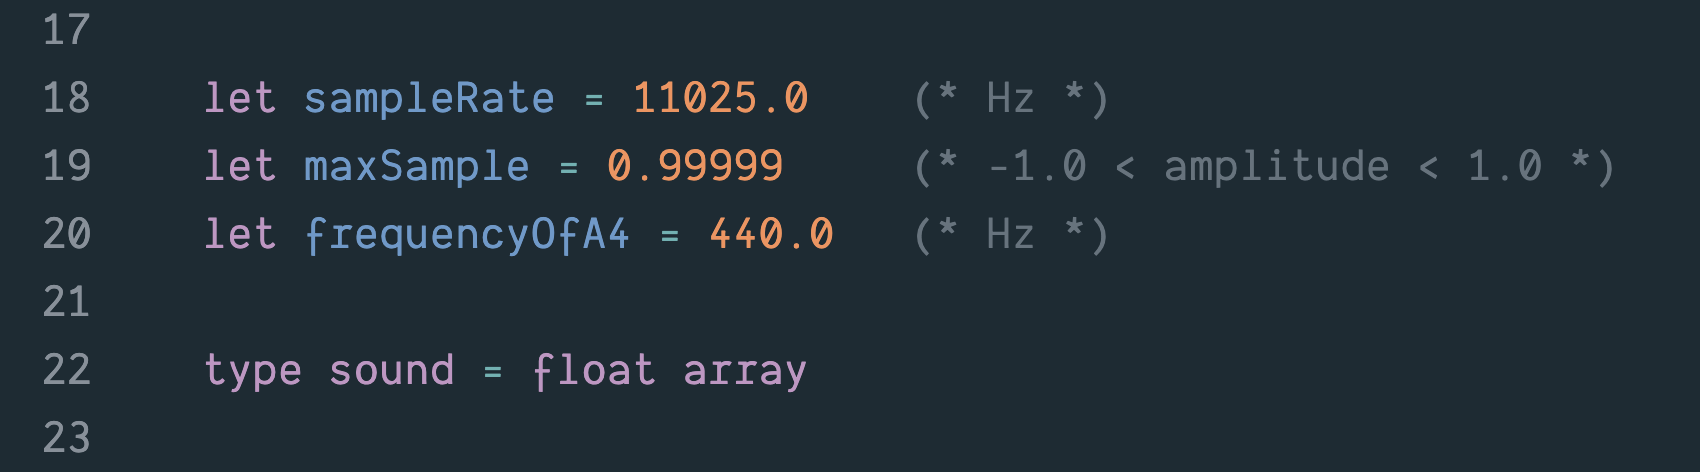 17
18 let sampleRate = 11025.0 (* Hz *)
19 let maxSample = 0.99999 (* -1.0 < amplitude < 1.0 *)
20 let frequencyOfA4 = 440.0 (* Hz *)
21
22 type sound = float array
23